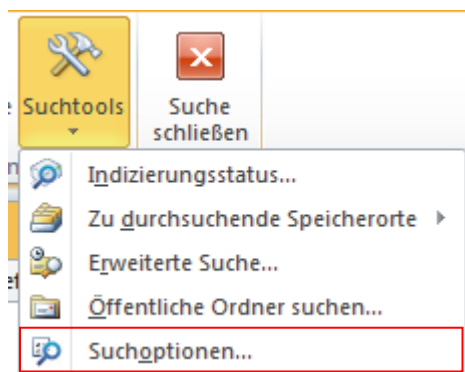 Suchtools
Suche
schließen
Indizierungsstatus...
Zu durchsuchende Speicherorte
Erweiterte Suche...
Öffentliche Ordner suchen...
Suchoptionen...